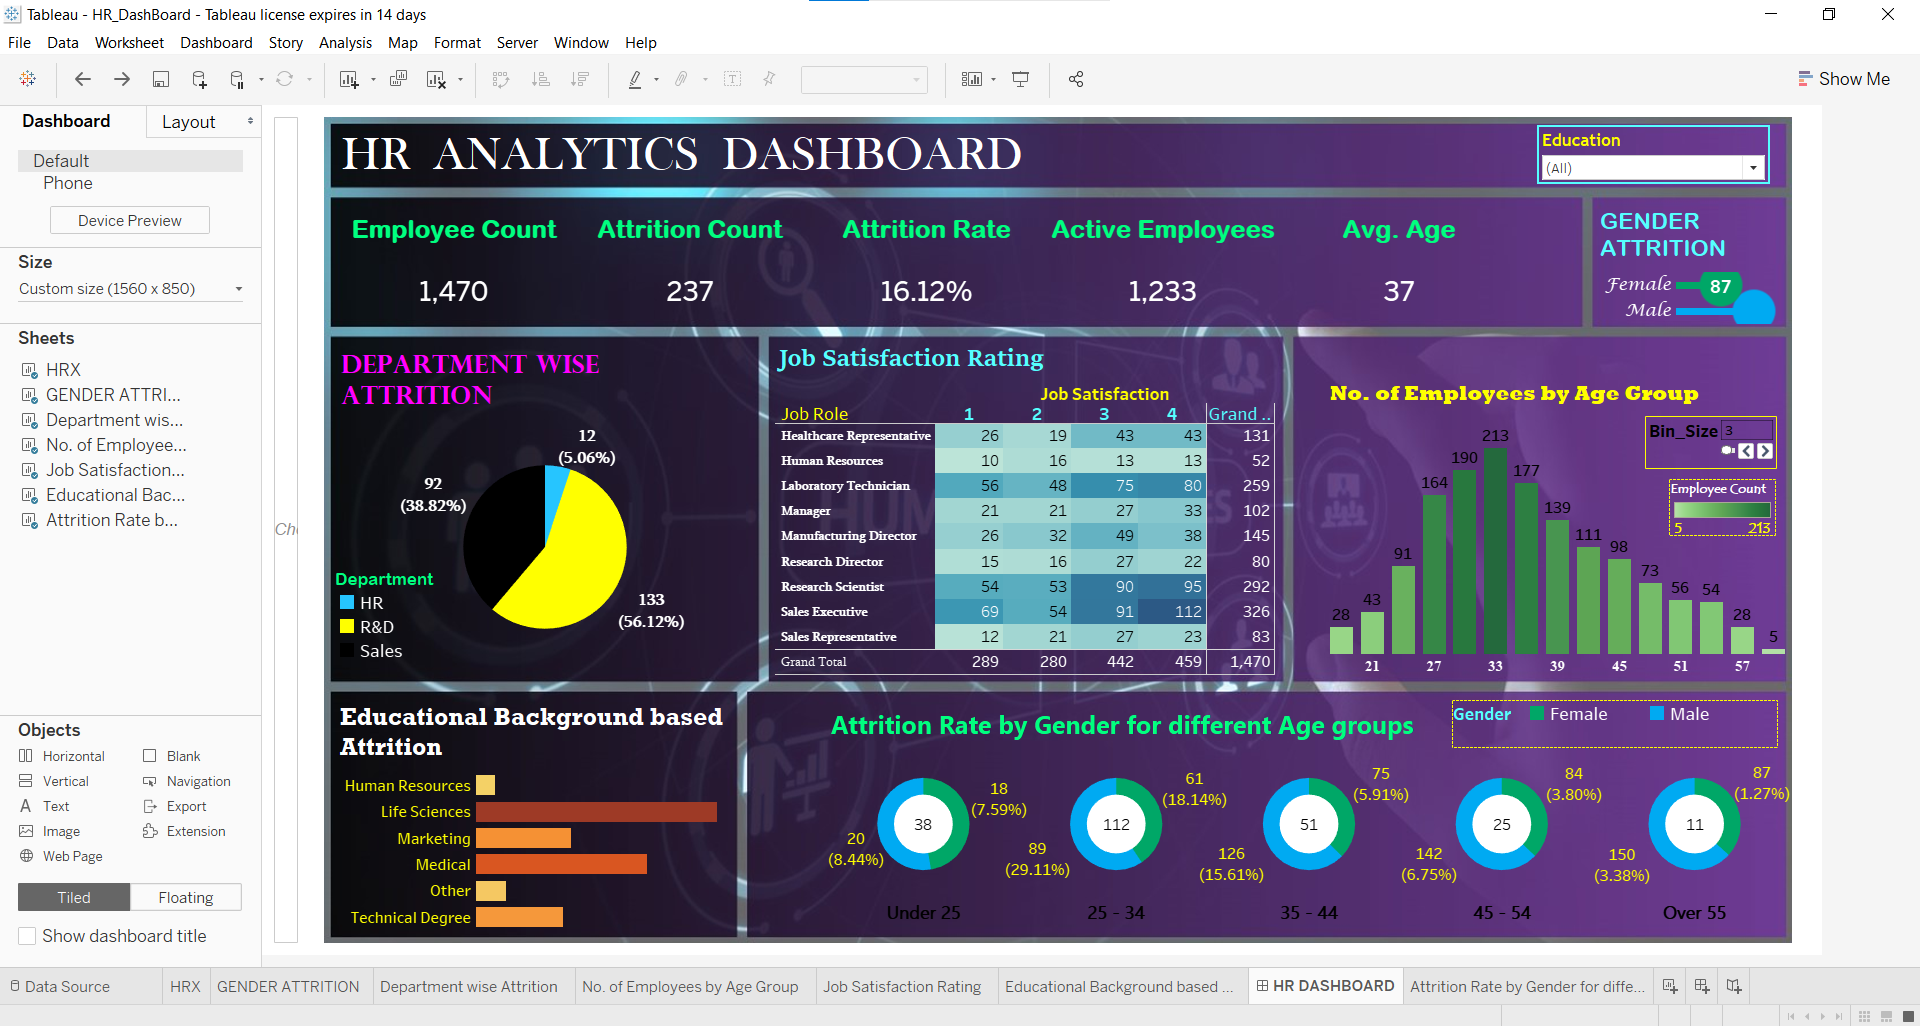 Tableau - HR_DashBoard - Tableau license expires in 14 days
File Data Worksheet Dashboard Story Analysis Map Format Server Window Help
Show Me
Dashboard Layout
Default
Phone
Device Preview
Size
Custom size (1560 x 850)
Sheets
HRX
GENDER ATTRI...
Department wis...
No. of Employee...
Job Satisfaction...
Educational Bac...
Attrition Rate b...
Objects
Horizontal Blank
Vertical Navigation
Text Export
Image Extension
Web Page
Tiled Floating
Show dashboard title
HR ANALYTICS DASHBOARD
Education
(All)
Employee Count Attrition Count Attrition Rate Active Employees Avg. Age
1,470 237 16.12% 1,233 37
GENDER
ATTRITION
Female 87
Male
DEPARTMENT WISE
ATTRITION
12
(5.06%)
92
(38.82%)
133
(56.12%)
Department
HR
R&D
Sales
Job Satisfaction Rating
Job Satisfaction
Job Role 1 2 3 4 Grand ..
Healthcare Representative 26 19 43 43 131
Human Resources 10 16 13 13 52
Laboratory Technician 56 48 75 80 259
Manager 21 21 27 33 102
Manufacturing Director 26 32 49 38 145
Research Director 15 16 27 22 80
Research Scientist 54 53 90 95 292
Sales Executive 69 54 91 112 326
Sales Representative 12 21 27 23 83
Grand Total 289 280 442 459 1,470
No. of Employees by Age Group
Bin_Size 3
Employee Count
5 213
28 43 91 164 190 213 177 139 111 98 73 56 54 28 5
21 27 33 39 45 51 57
Educational Background based
Attrition
Human Resources
Life Sciences
Marketing
Medical
Other
Technical Degree
Attrition Rate by Gender for different Age groups
Gender Female Male
18
(7.59%)
38
20
(8.44%)
Under 25
61
(18.14%)
112
89
(29.11%)
25 - 34
75
(5.91%)
51
126
(15.61%)
35 - 44
84
(3.80%)
25
142
(6.75%)
45 - 54
87
(1.27%)
11
150
(3.38%)
Over 55
Data Source HRX GENDER ATTRITION Department wise Attrition No. of Employees by Age Group Job Satisfaction Rating Educational Background based ... HR DASHBOARD Attrition Rate by Gender for diffe...